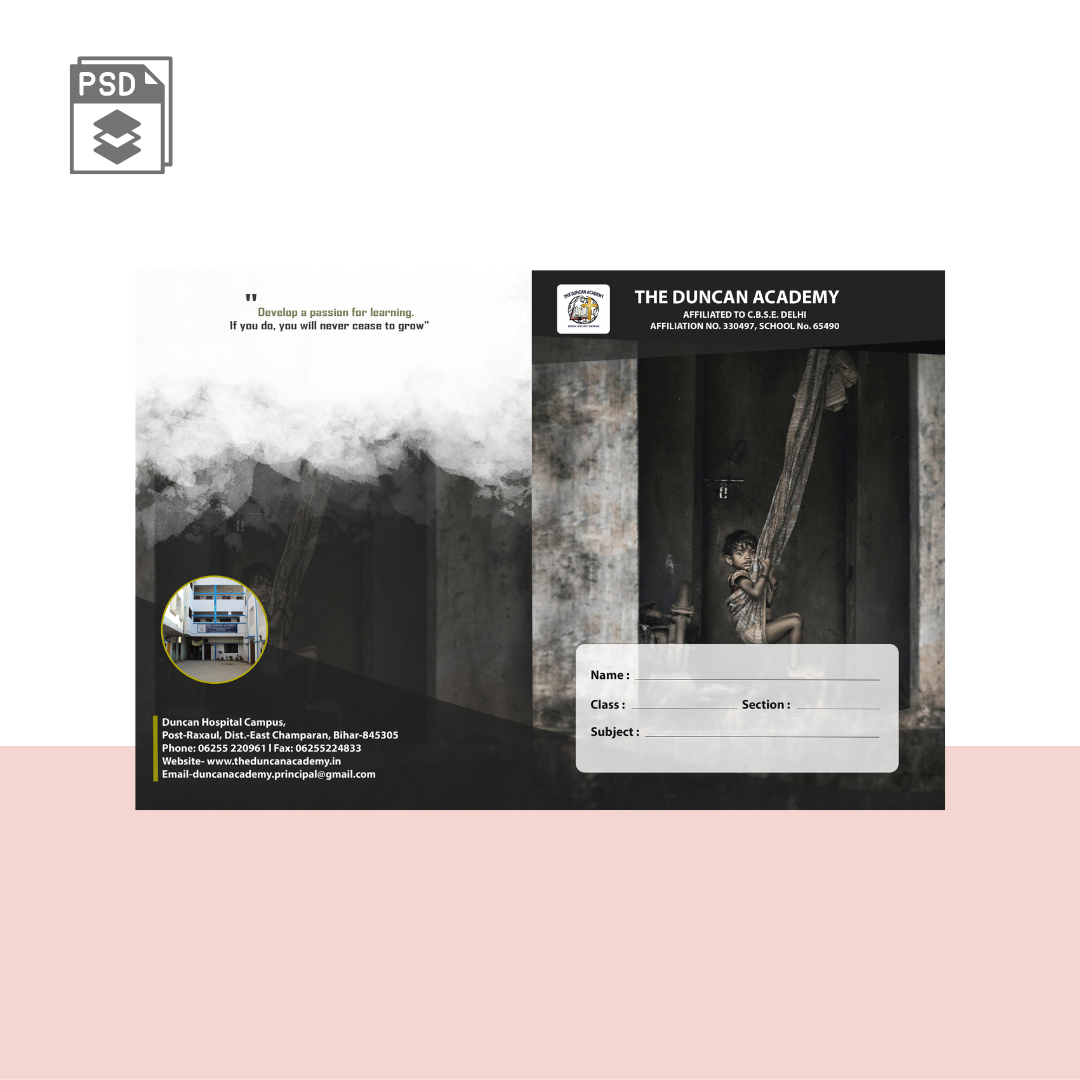 PSD
"
Develop a passion for learning.
If you do, you will never cease to grow"
Duncan Hospital Campus,
Post-Raxaul, Dist.-East Champaran, Bihar-845305
Phone: 06255 220961 l Fax: 06255224833
Website- www.theduncanacademy.in
Email-duncanacademy.principal@gmail.com
THE DUNCAN ACADEMY
THE DUNCAN ACADEMY
AFFILIATED TO C.B.S.E. DELHI
AFFILIATION NO. 330497, SCHOOL No. 65490
Name :
Class : Section :
Subject :